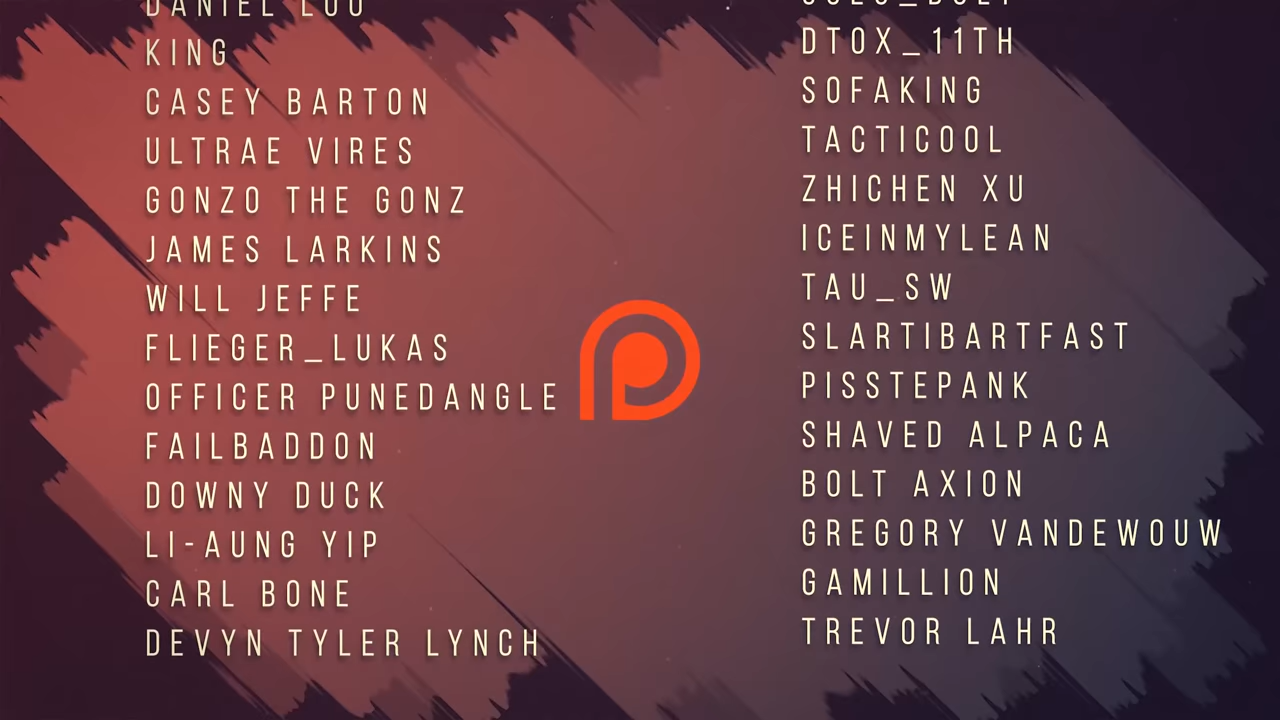 DANIEL LUU
KING
CASEY BARTON
ULTRAE VIRES
GONZO THE GONZ
JAMES LARKINS
WILL JEFFE
FLIEGER_LUKAS
OFFICER PUNEDANGLE
FAILBADDON
DOWNY DUCK
LI-AUNG YIP
CARL BONE
DEVYN TYLER LYNCH
DTOX_11TH
SOFAKING
TACTICOOL
ZHICHEN XU
ICEINMYLEAN
TAU_SW
SLARTIBARTFAST
PISSTEPANK
SHAVED ALPACA
BOLT AXION
GREGORY VANDEWOUW
GAMILLION
TREVOR LAHR